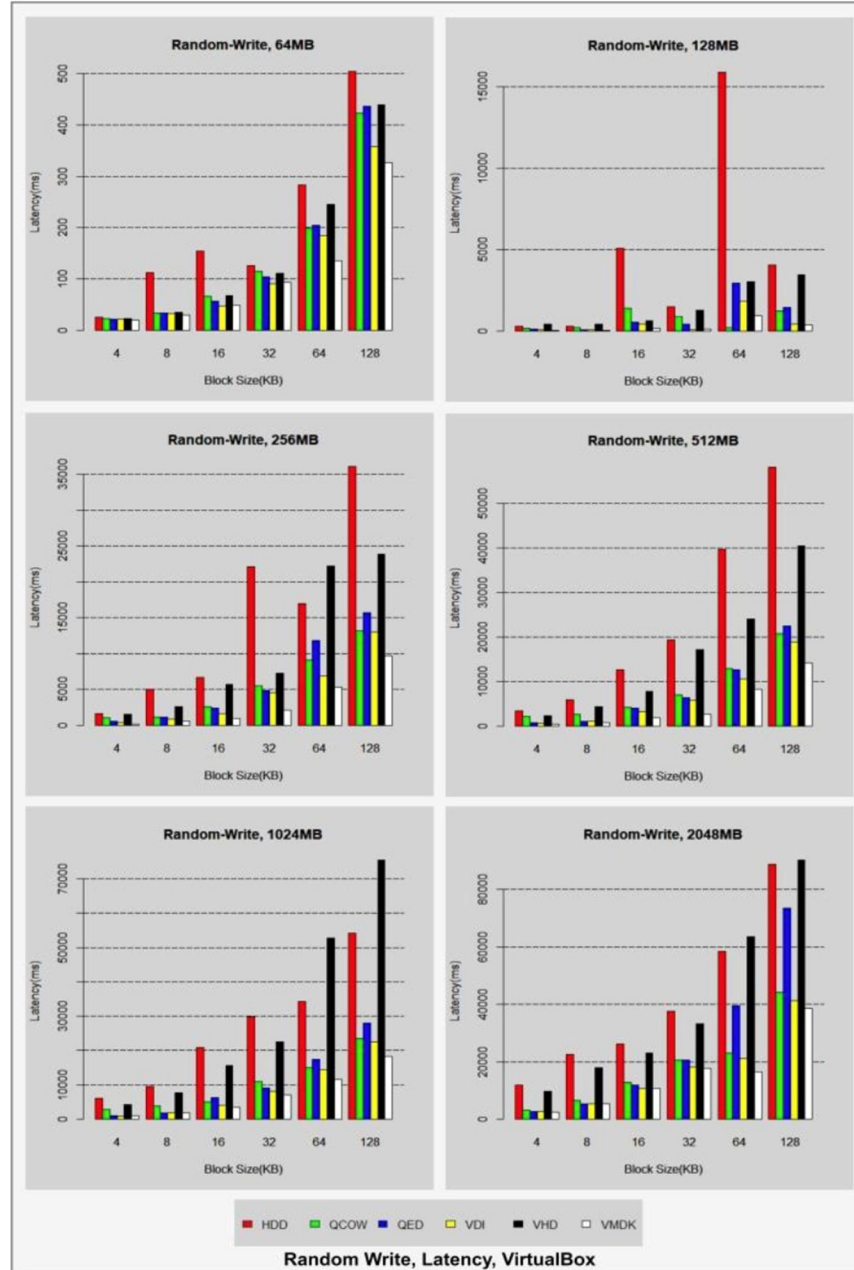 Random-Write, 64MB
Latency(ms)
0 100 200 300 400 500
4 8 16 32 64 128
Block Size(KB)
Random-Write, 128MB
Latency(ms)
0 5000 10000 15000
4 8 16 32 64 128
Block Size(KB)
Random-Write, 256MB
Latency(ms)
0 5000 15000 25000 35000
4 8 16 32 64 128
Block Size(KB)
Random-Write, 512MB
Latency(ms)
0 10000 20000 30000 40000 50000
4 8 16 32 64 128
Block Size(KB)
Random-Write, 1024MB
Latency(ms)
0 10000 30000 50000 70000
4 8 16 32 64 128
Block Size(KB)
Random-Write, 2048MB
Latency(ms)
0 20000 40000 60000 80000
4 8 16 32 64 128
Block Size(KB)
HDD QCOW QED VDI VHD VMDK
Random Write, Latency, VirtualBox